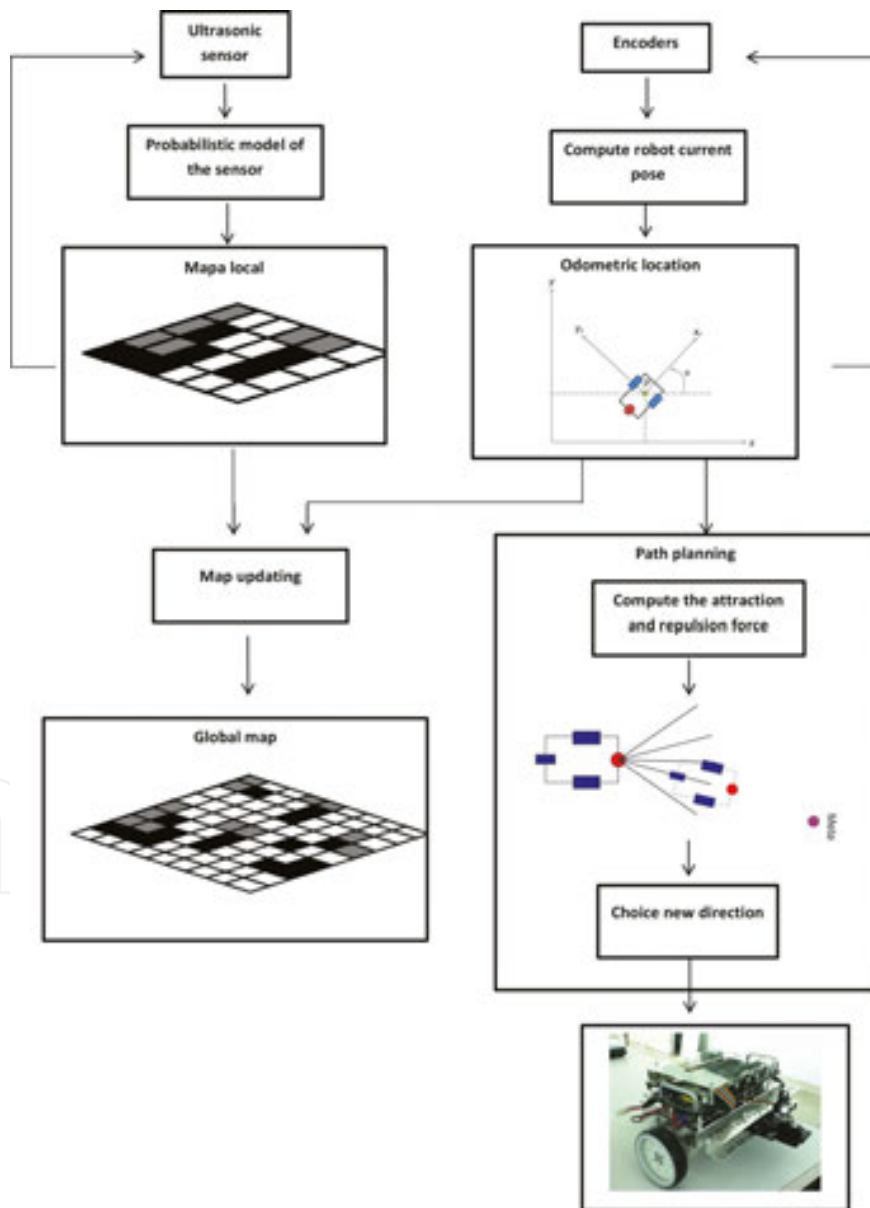 Ultrasonic
sensor
Probabilistic model of
the sensor
Mapa local
Map updating
Global map
Encoders
Compute robot current
pose
Odometric location
Y
x
Path planning
Compute the attraction
and repulsion force
Meta
Choice new direction